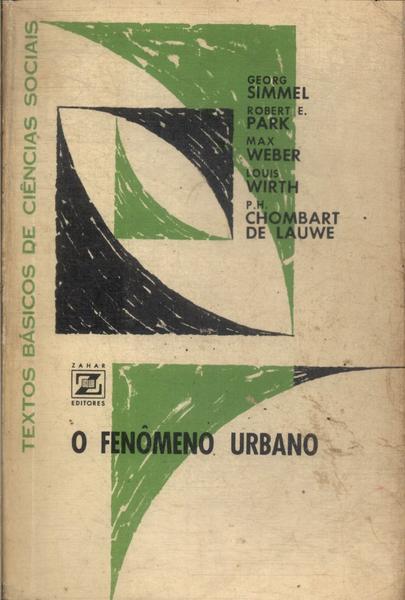 TEXTOS BÁSICOS DE CIÊNCIAS SOCIAIS
GEORG
SIMMEL
ROBERT E.
PARK
MAX
WEBER
LOUIS
WIRTH
P.H.
CHOMBART
DE LAUWE
ZAHAR
EDITORES
O FENÔMENO URBANO